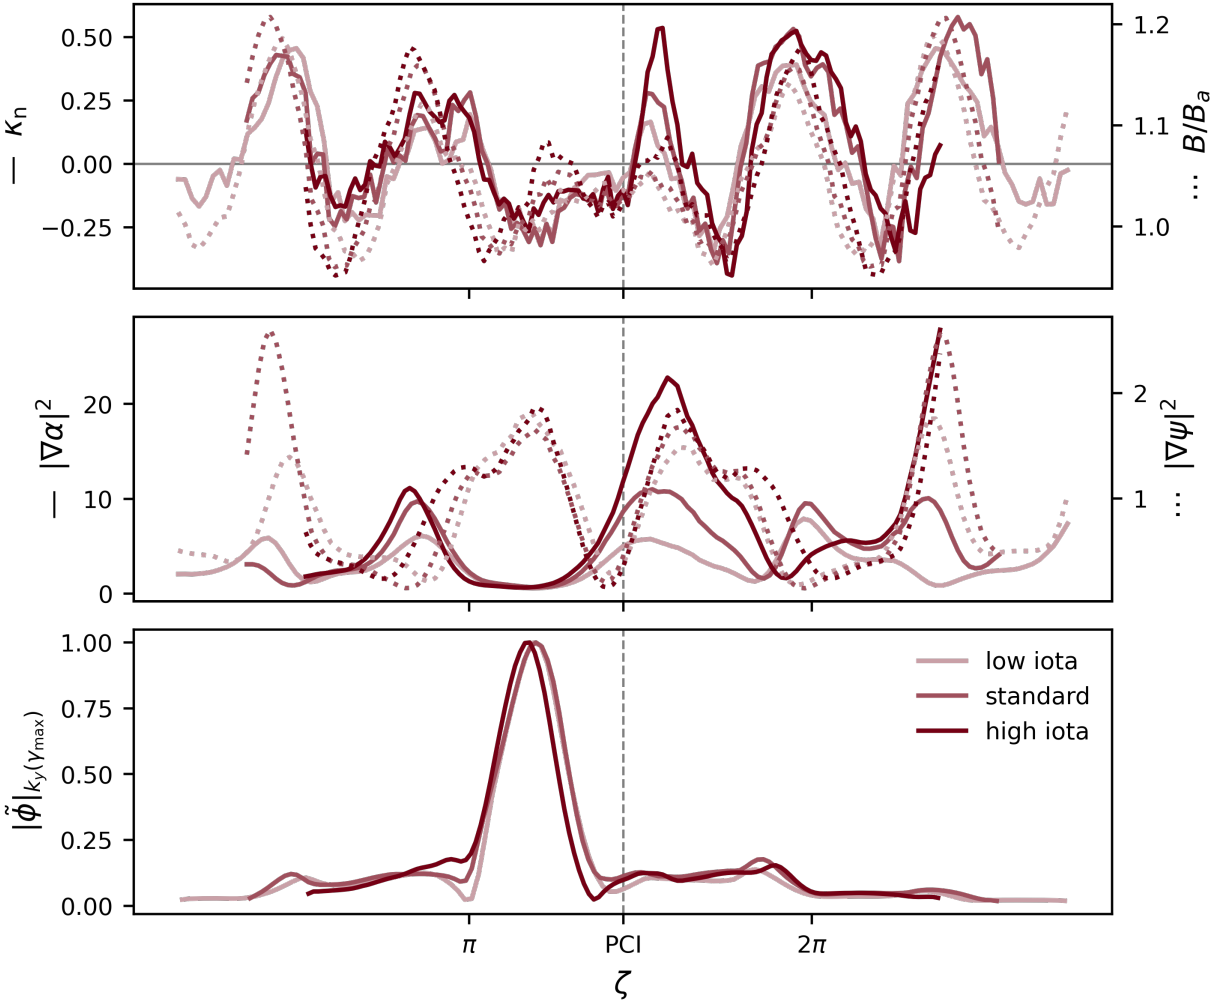 0.50
0.25
0.00
−0.25
— κn
1.2
1.1
1.0
··· B/Ba
20
10
0
— |∇α|²
2
1
··· |∇ψ|²
1.00
0.75
0.50
0.25
0.00
|ϕ̃|ky(γmax)
low iota
standard
high iota
π
PCI
2π
ζ